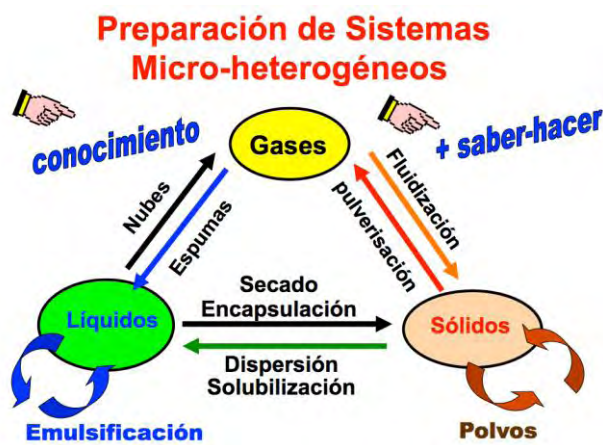 Preparación de Sistemas
Micro-heterogéneos
conocimiento
+ saber-hacer
Gases
Nubes
Espumas
Fluidización
pulverisación
Secado
Encapsulación
Líquidos
Sólidos
Dispersión
Solubilización
Emulsificación
Polvos